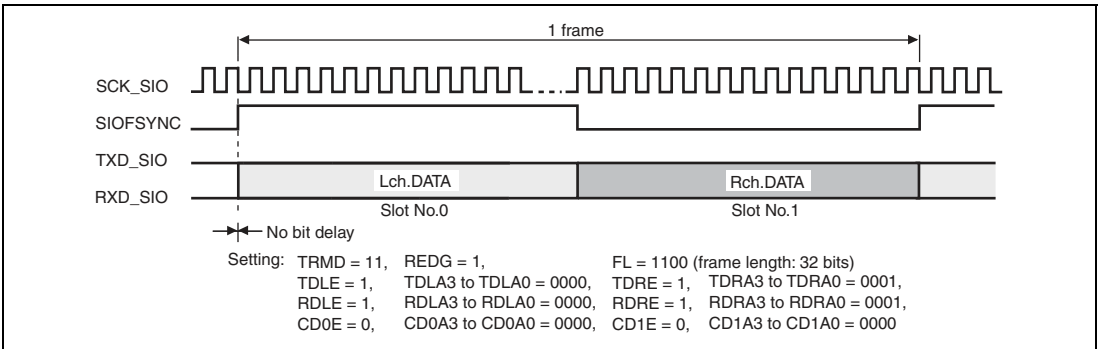 1 frame
SCK_SIO
SIOFSYNC
TXD_SIO
Lch.DATA Rch.DATA
RXD_SIO
Slot No.0 Slot No.1
No bit delay
Setting: TRMD = 11, REDG = 1, FL = 1100 (frame length: 32 bits)
TDLE = 1, TDLA3 to TDLA0 = 0000, TDRE = 1, TDRA3 to TDRA0 = 0001,
RDLE = 1, RDLA3 to RDLA0 = 0000, RDRE = 1, RDRA3 to RDRA0 = 0001,
CD0E = 0, CD0A3 to CD0A0 = 0000, CD1E = 0, CD1A3 to CD1A0 = 0000